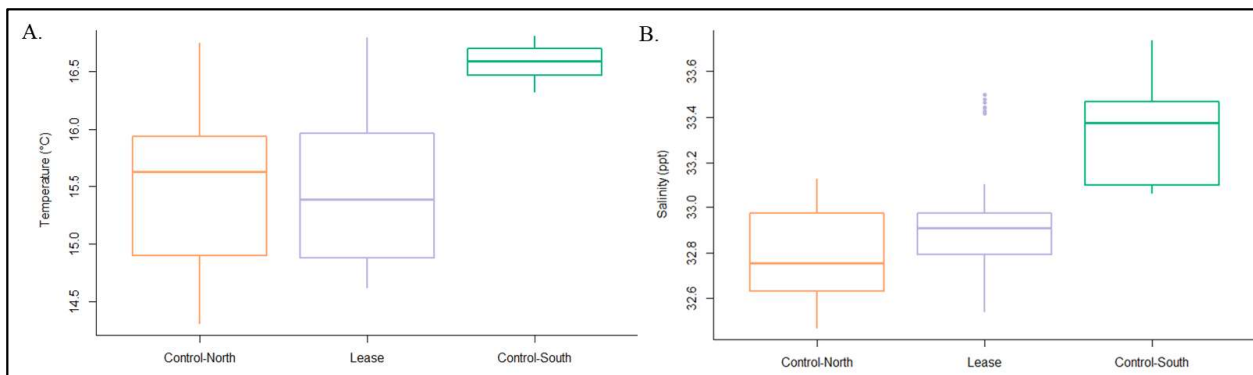 A.
Temperature (°C)
16.5
16.0
15.5
15.0
14.5
Control-North
Lease
Control-South
B.
Salinity (ppt)
33.6
33.4
33.2
33.0
32.8
32.6
Control-North
Lease
Control-South